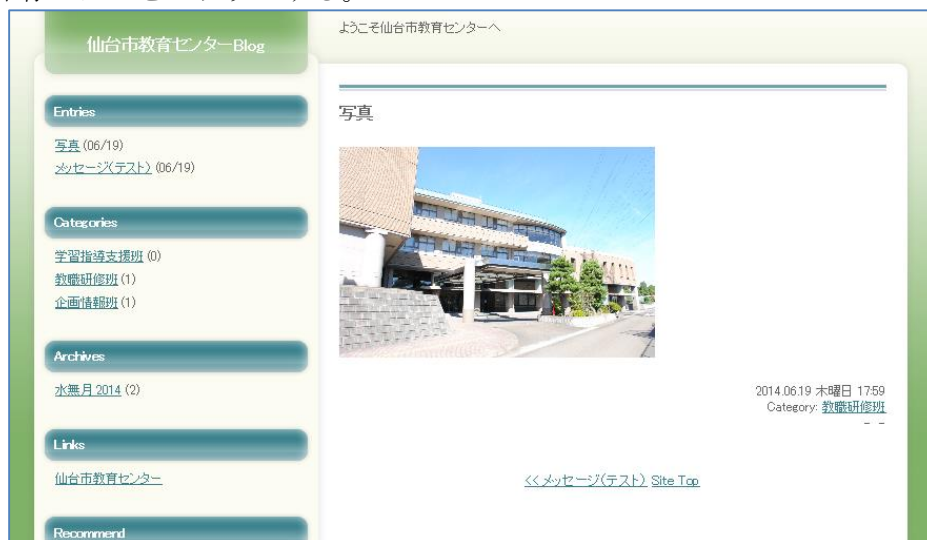 仙台市教育センターBlog
ようこそ仙台市教育センターへ
Entries
写真 (06/19)
メッセージ(テスト) (06/19)
Categories
学習指導支援班 (0)
教職研修班 (1)
企画情報班 (1)
Archives
水無月 2014 (2)
Links
仙台市教育センター
Recommend
写真
2014.06.19 木曜日 17:59
Category: 教職研修班
- -
<< メッセージ(テスト) Site Top